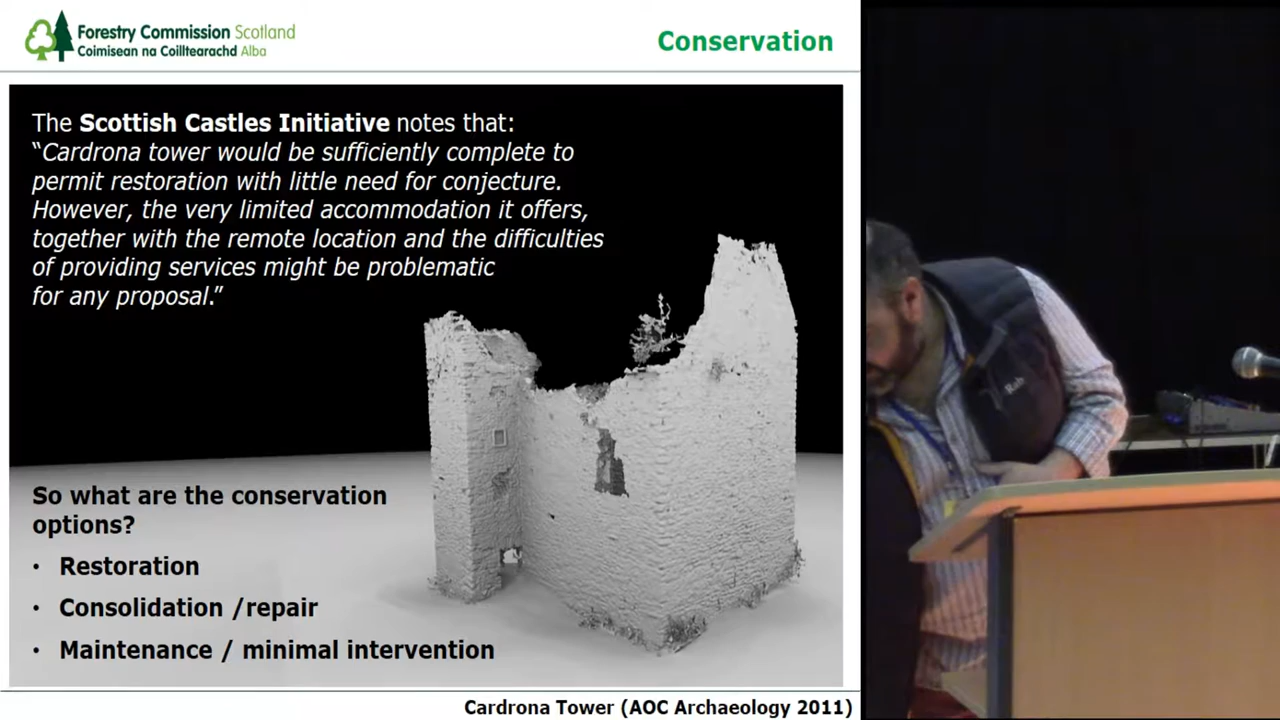 Forestry Commission Scotland
Coimisean na Coilltearachd Alba
Conservation
The Scottish Castles Initiative notes that:
“Cardrona tower would be sufficiently complete to
permit restoration with little need for conjecture.
However, the very limited accommodation it offers,
together with the remote location and the difficulties
of providing services might be problematic
for any proposal.”
So what are the conservation
options?
• Restoration
• Consolidation /repair
• Maintenance / minimal intervention
Cardrona Tower (AOC Archaeology 2011)
Rab